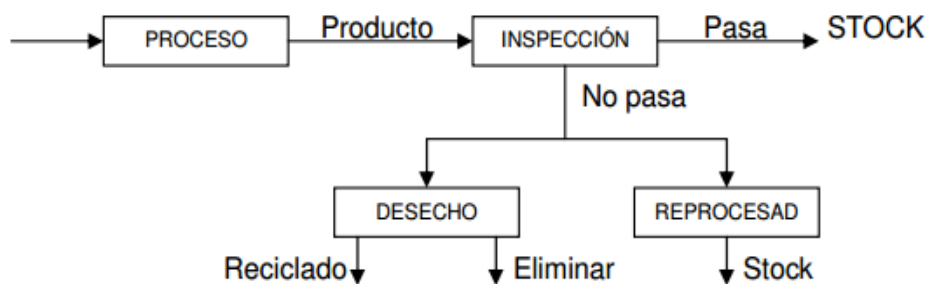 PROCESO
Producto
INSPECCIÓN
Pasa
STOCK
No pasa
DESECHO
REPROCESAD
Reciclado
Eliminar
Stock